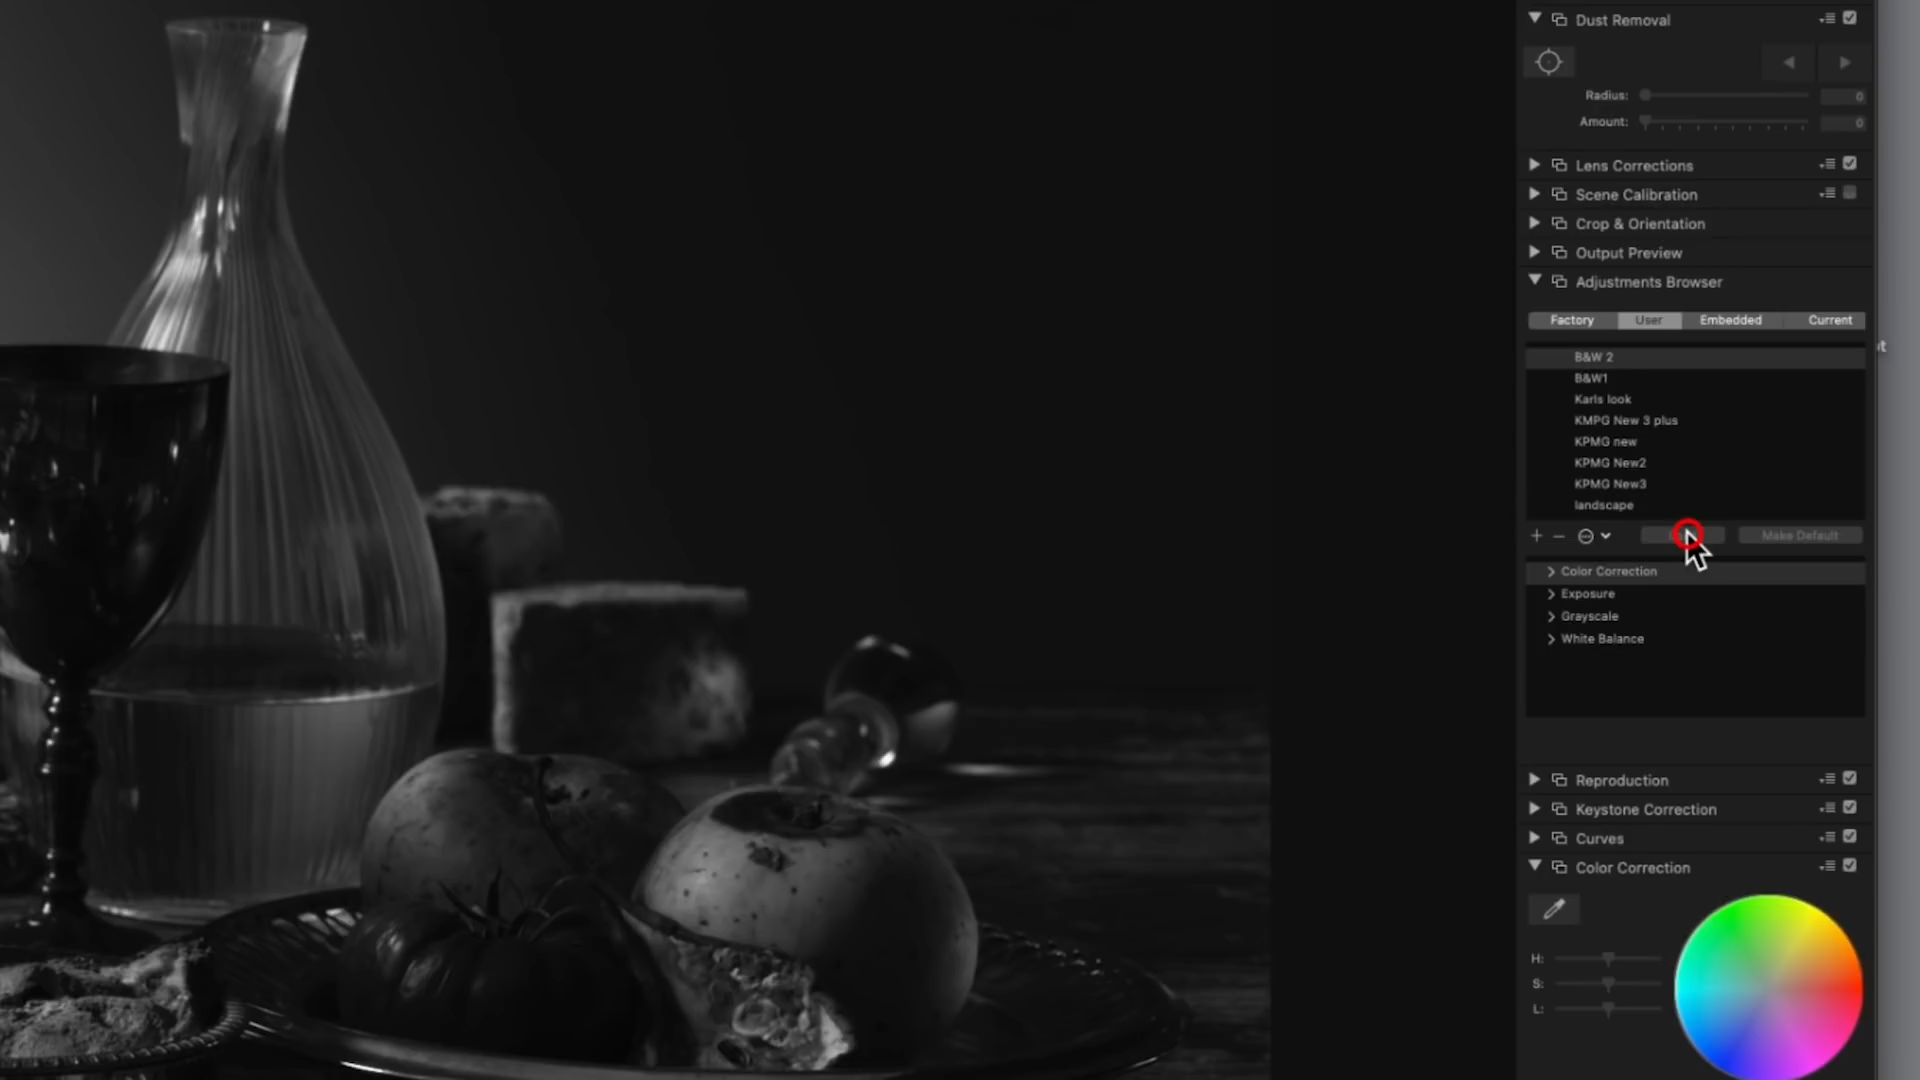 Dust Removal
Radius: 0
Amount: 0
Lens Corrections
Scene Calibration
Crop & Orientation
Output Preview
Adjustments Browser
Factory User Embedded Current
B&W 2
B&W1
Karls look
KMPG New 3 plus
KPMG new
KPMG New2
KPMG New3
landscape
Make Default
Color Correction
Exposure
Grayscale
White Balance
Reproduction
Keystone Correction
Curves
Color Correction
H:
S:
L: